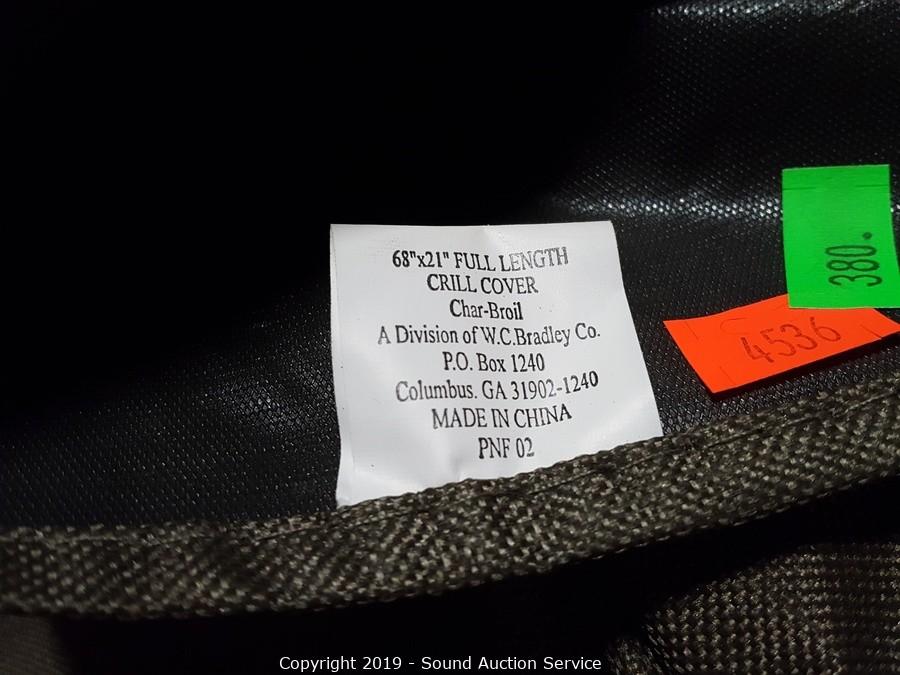 68"x21" FULL LENGTH
CRILL COVER
Char-Broil
A Division of W.C.Bradley Co.
P.O. Box 1240
Columbus. GA 31902-1240
MADE IN CHINA
PNF 02
380.
4536
Copyright 2019 - Sound Auction Service